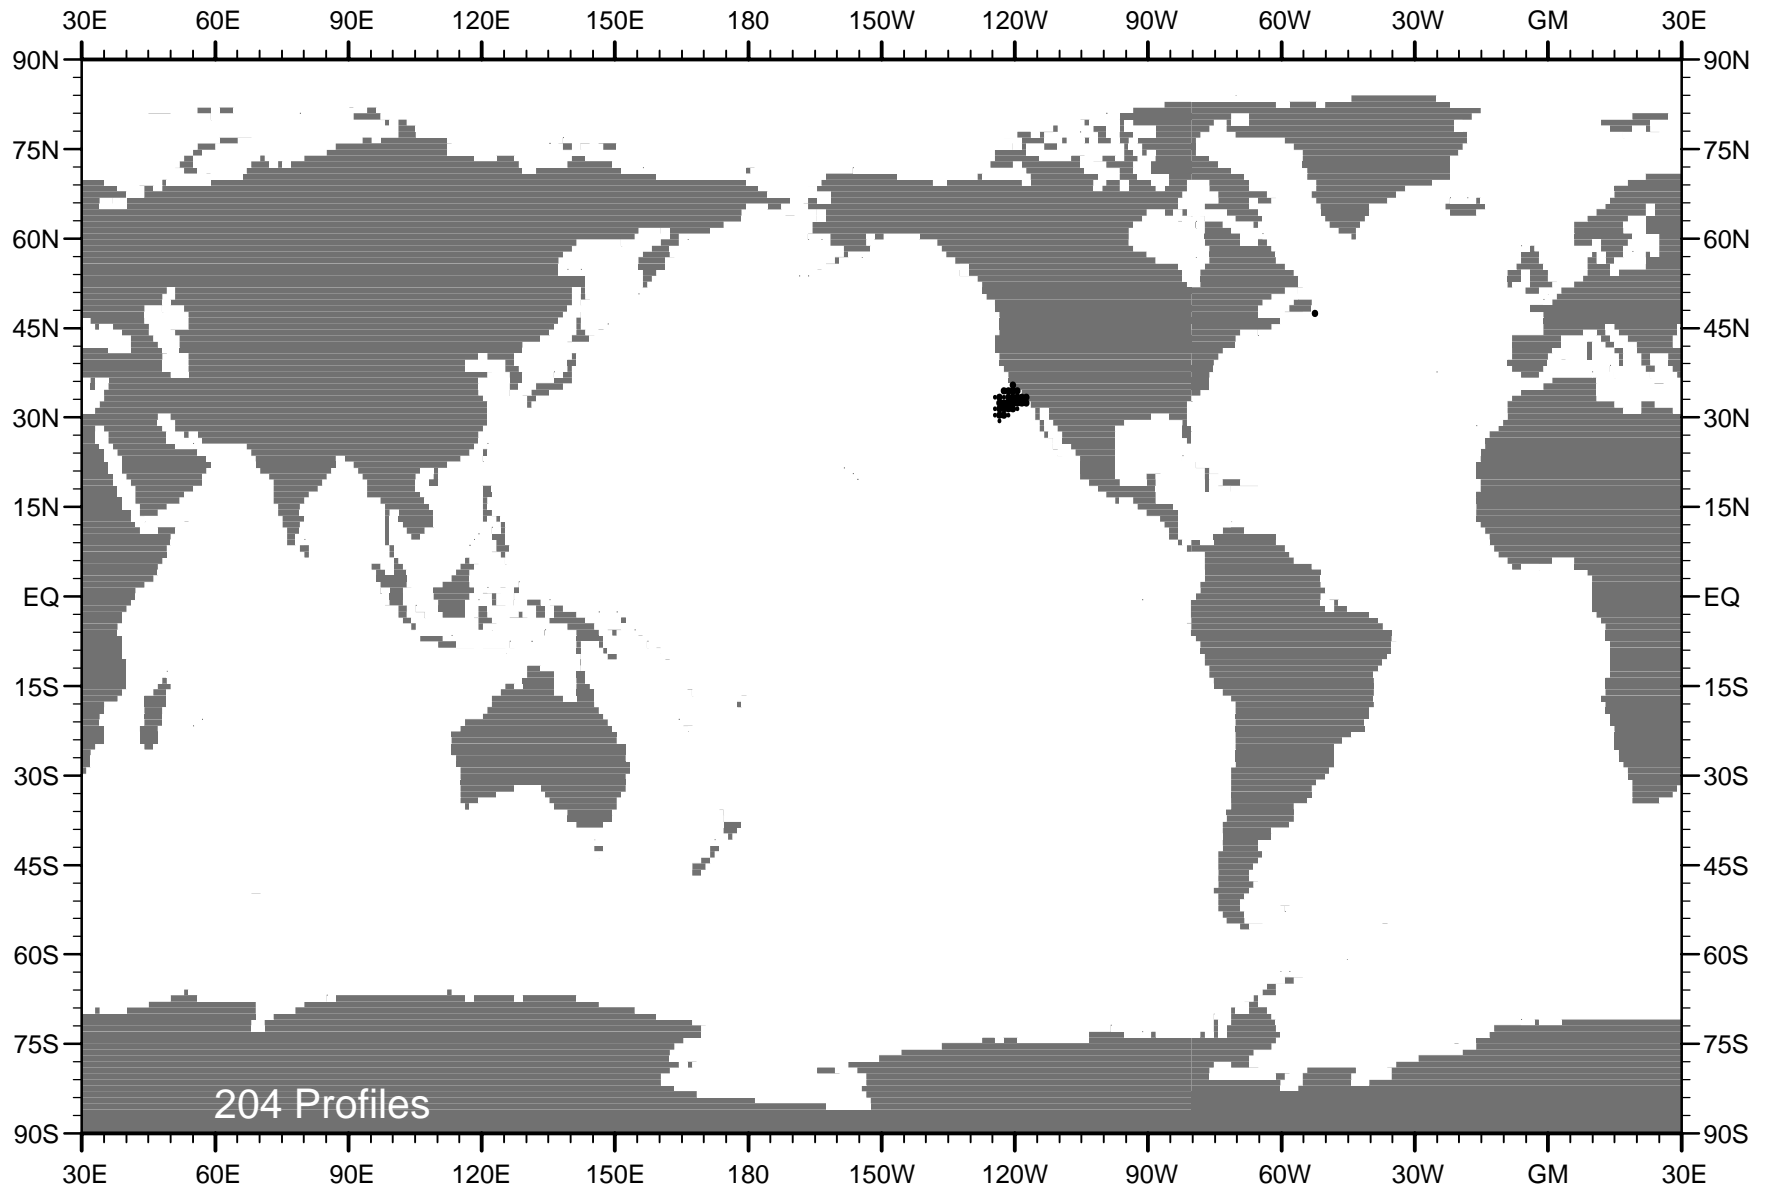 30E 60E 90E 120E 150E 180 150W 120W 90W 60W 30W GM 30E
90N 90N
75N 75N
60N 60N
45N 45N
30N 30N
15N 15N
EQ EQ
15S 15S
30S 30S
45S 45S
60S 60S
75S 75S
204 Profiles
90S 90S
30E 60E 90E 120E 150E 180 150W 120W 90W 60W 30W GM 30E